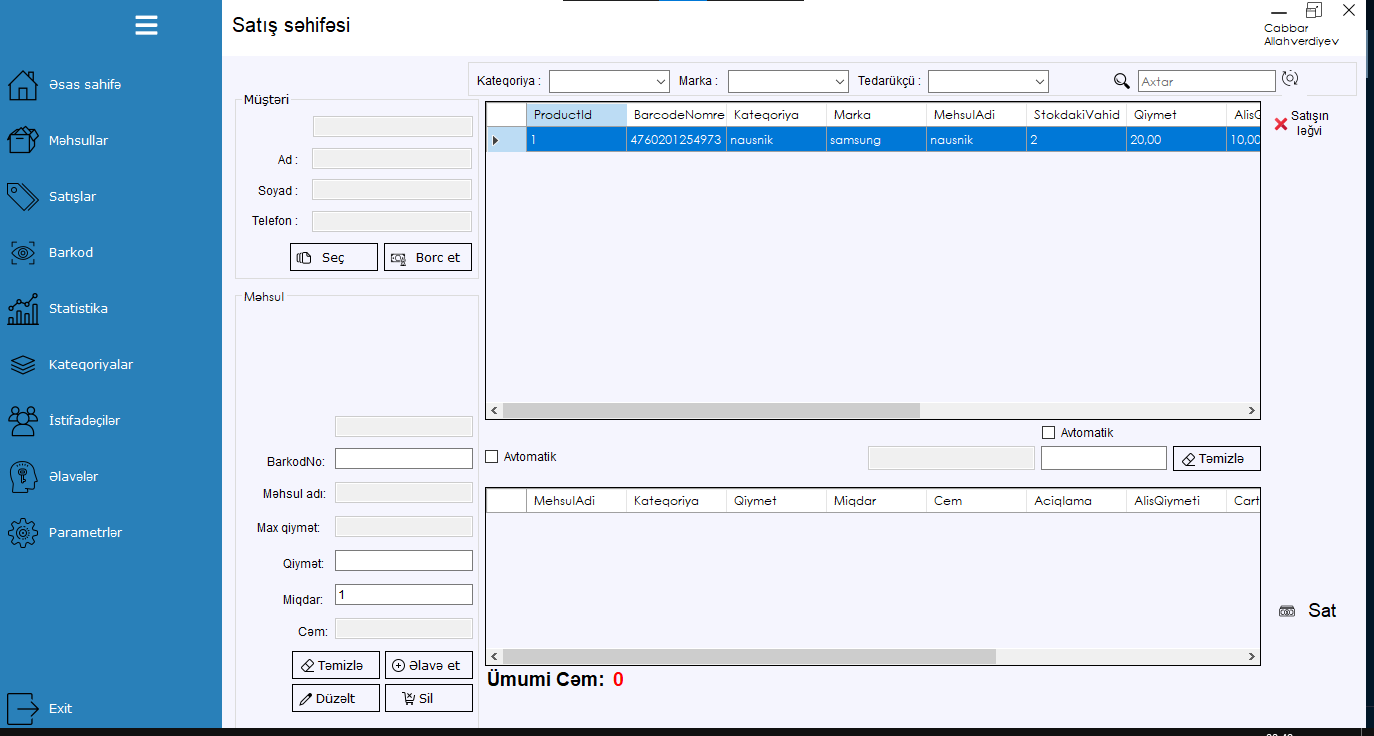 Satış səhifəsi
Cabbar
Allahverdiyev
Əsas səhifə
Məhsullar
Satışlar
Barkod
Statistika
Kateqoriyalar
İstifadəçilər
Əlavələr
Parametrlər
Exit
Kateqoriya :
Marka :
Tedarükçü :
Axtar
Müştəri
Ad :
Soyad :
Telefon :
Seç
Borc et
ProductId BarcodeNomre Kateqoriya Marka MehsulAdi StokdakiVahid Qiymet AlisQ
1 4760201254973 nausnik samsung nausnik 2 20,00 10,00
Satışın
ləğvi
Məhsul
BarkodNo:
Məhsul adı:
Max qiymət:
Qiymət:
Miqdar: 1
Cəm:
Təmizlə
Əlavə et
Düzəlt
Sil
Avtomatik
Avtomatik
Təmizlə
MehsulAdi Kateqoriya Qiymet Miqdar Cem Aciqlama AlisQiymeti Cart
Sat
Ümumi Cəm: 0